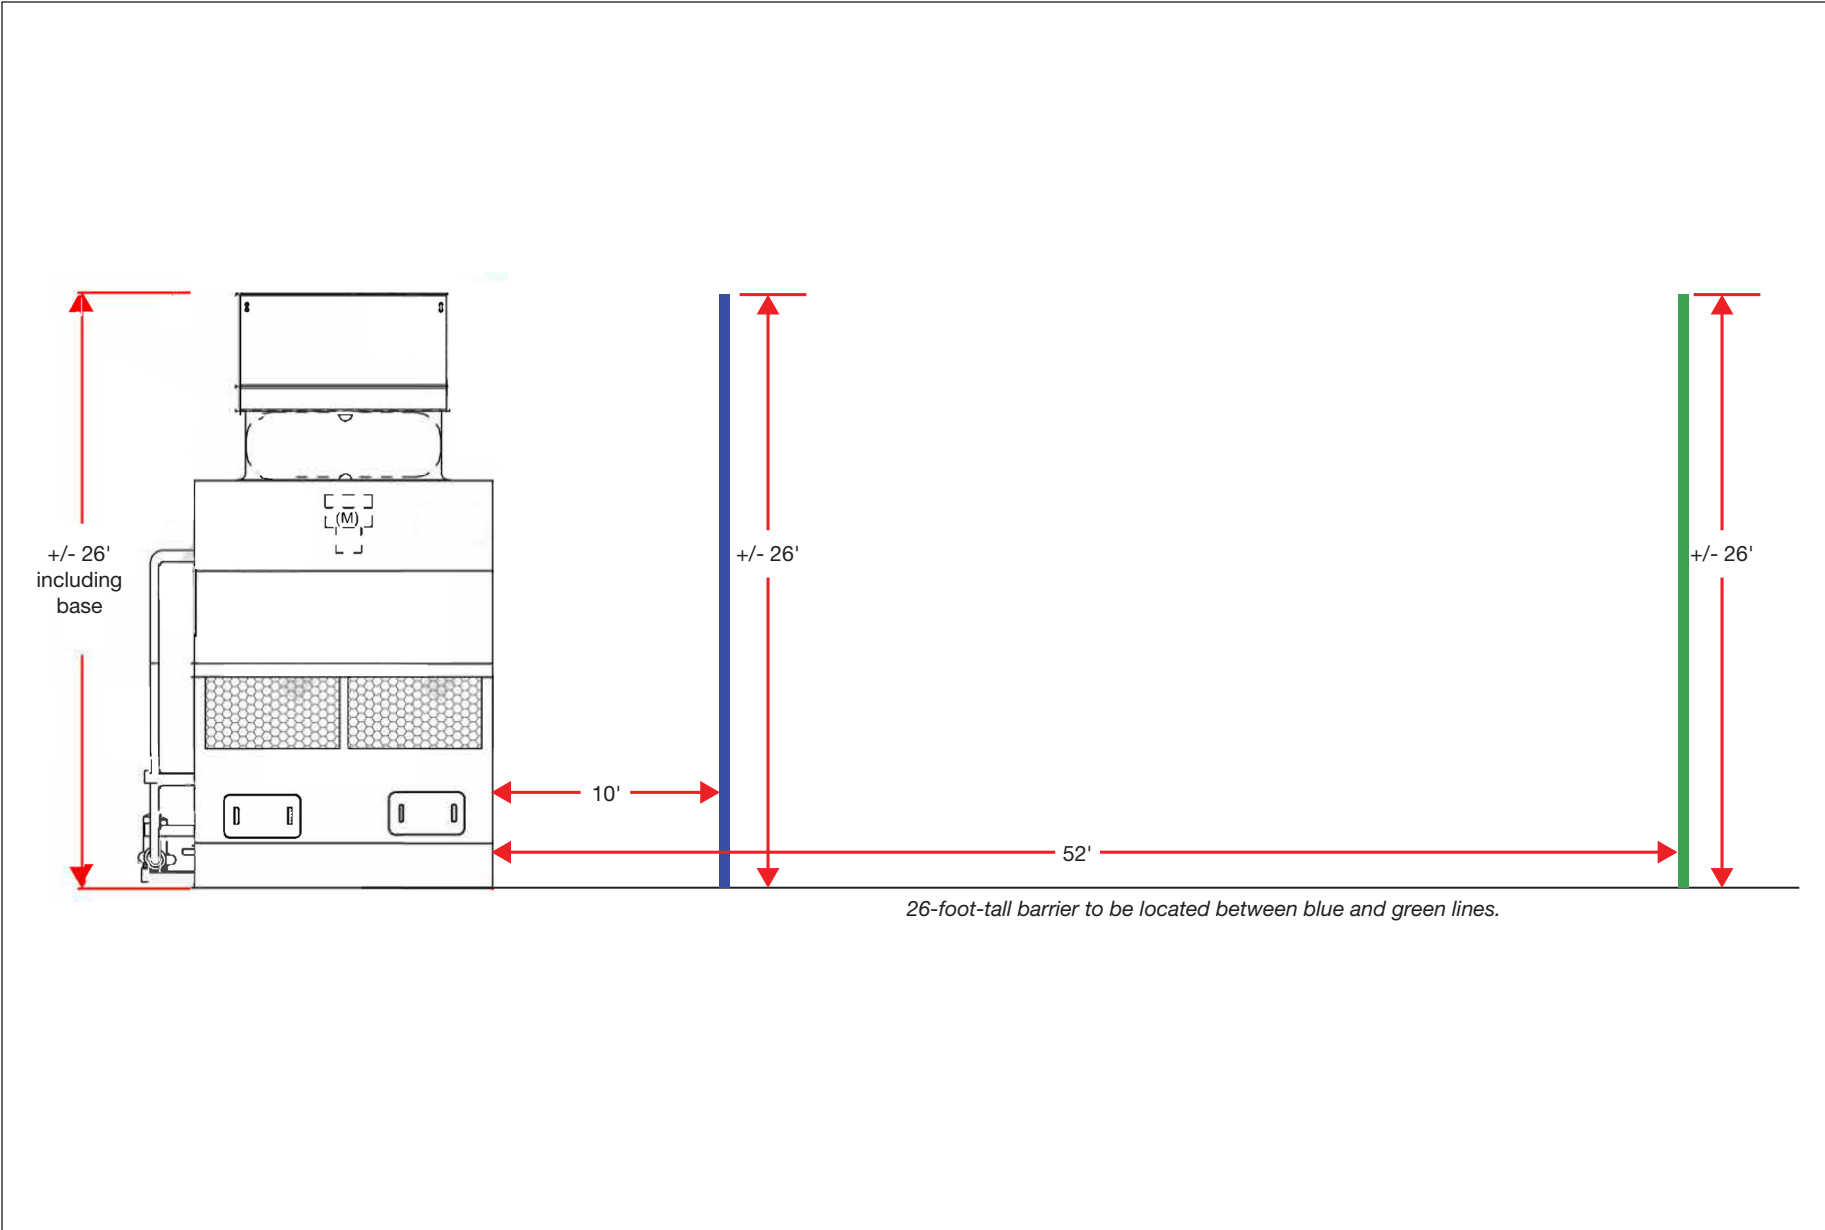 (M)
+/- 26'
including
base
+/- 26'
+/- 26'
10'
52'
26-foot-tall barrier to be located between blue and green lines.